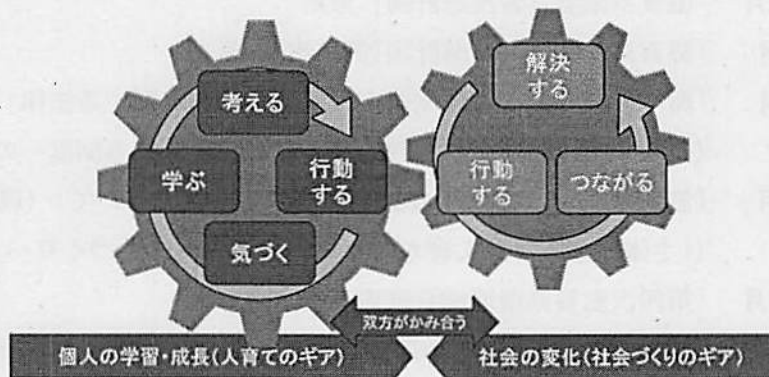 考える
学ぶ
行動
する
気づく
解決
する
行動
する
つながる
双方がかみ合う
個人の学習・成長(人育てのギア)
社会の変化(社会づくりのギア)